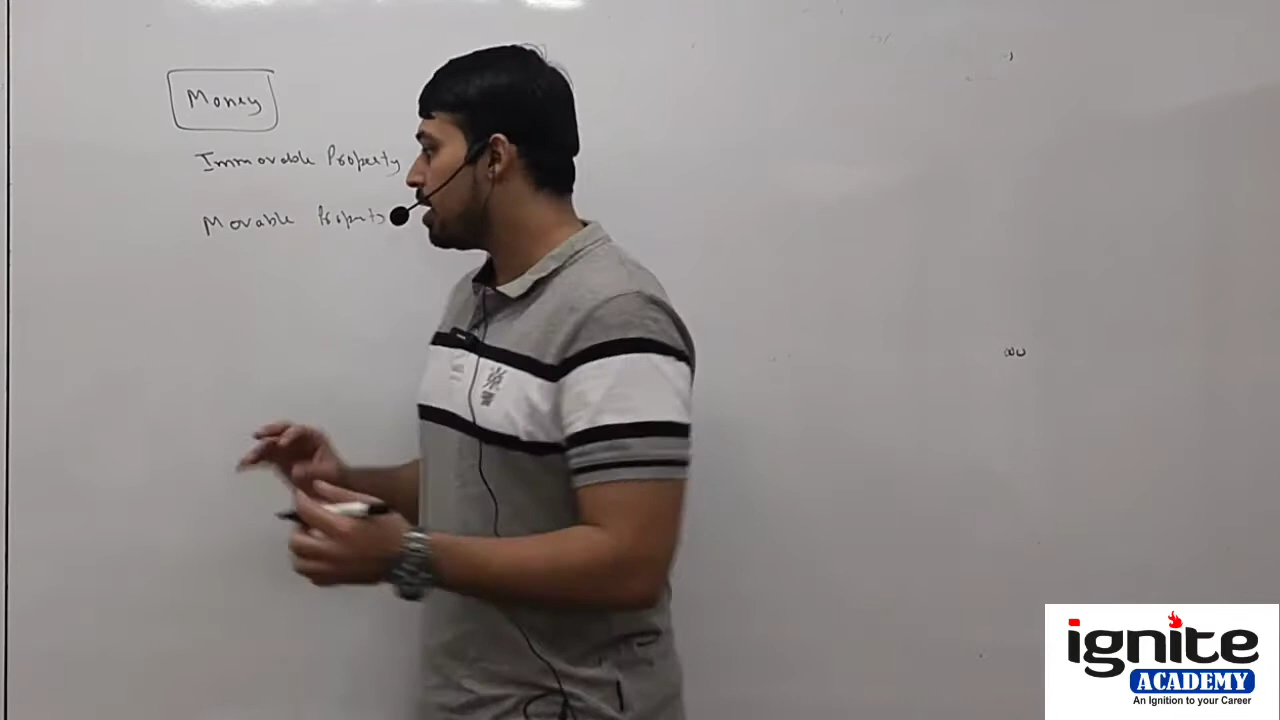 Money
Immovable Property
Movable Property
ignite
ACADEMY
An Ignition to your Career